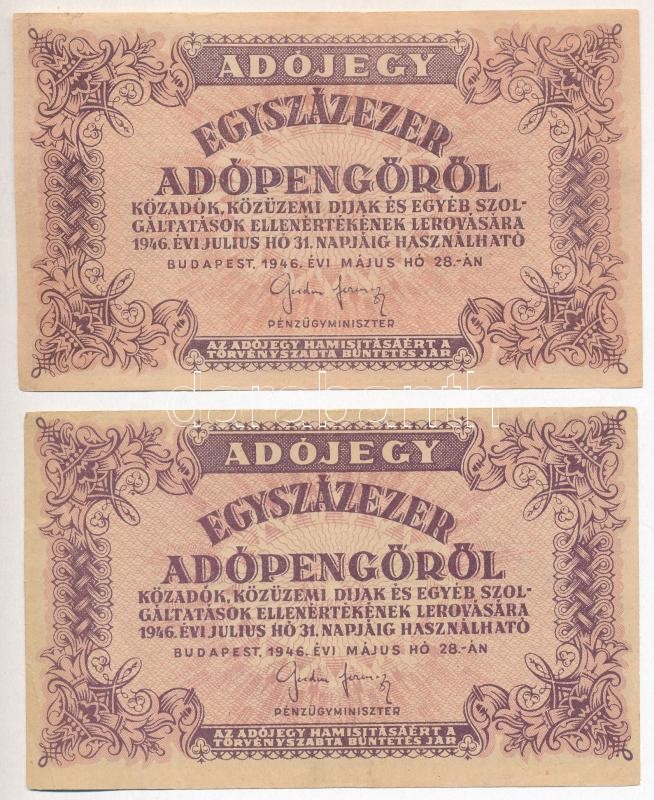 ADÓJEGY
EGYSZÁZEZER
ADÓPENGŐRŐL
KÖZADÓK, KÖZÜZEMI DIJAK ÉS EGYÉB SZOL-
GÁLTATÁSOK ELLENÉRTÉKÉNEK LEROVÁSÁRA
1946. ÉVI JULIUS HÓ 31. NAPJÁIG HASZNÁLHATÓ
BUDAPEST, 1946. ÉVI MÁJUS HÓ 28.-ÁN
PÉNZÜGYMINISZTER
AZ ADÓJEGY HAMISITÁSÁÉRT A
TÖRVÉNYSZABTA BÜNTETÉS JÁR
darabanth
ADÓJEGY
EGYSZÁZEZER
ADÓPENGŐRŐL
KÖZADÓK, KÖZÜZEMI DIJAK ÉS EGYÉB SZOL-
GÁLTATÁSOK ELLENÉRTÉKÉNEK LEROVÁSÁRA
1946. ÉVI JULIUS HÓ 31. NAPJÁIG HASZNÁLHATÓ
BUDAPEST, 1946. ÉVI MÁJUS HÓ 28.-ÁN
PÉNZÜGYMINISZTER
AZ ADÓJEGY HAMISITÁSÁÉRT A
TÖRVÉNYSZABTA BÜNTETÉS JÁR